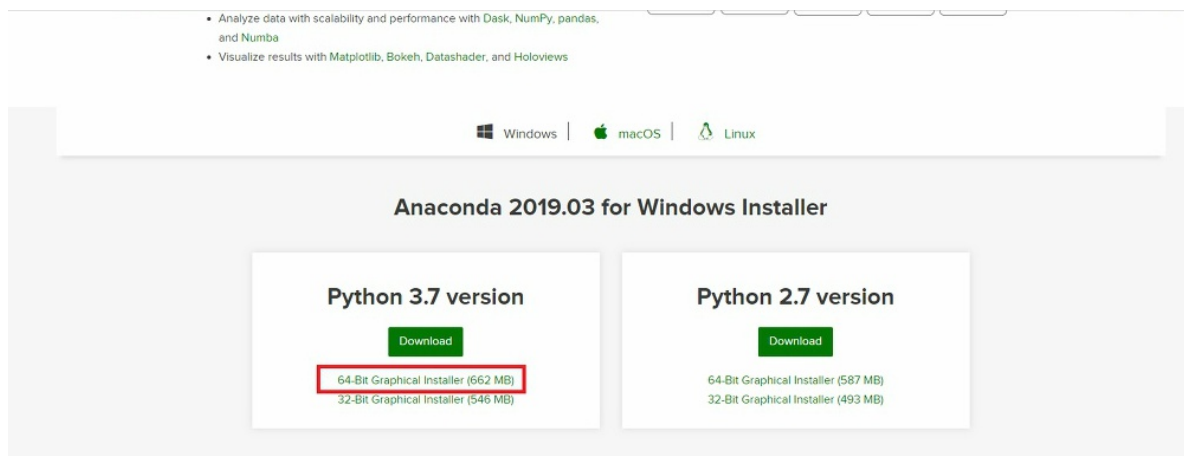 • Analyze data with scalability and performance with Dask, NumPy, pandas,
and Numba
• Visualize results with Matplotlib, Bokeh, Datashader, and Holoviews
Windows | macOS | Linux
Anaconda 2019.03 for Windows Installer
Python 3.7 version
Download
64-Bit Graphical Installer (662 MB)
32-Bit Graphical Installer (546 MB)
Python 2.7 version
Download
64-Bit Graphical Installer (587 MB)
32-Bit Graphical Installer (493 MB)